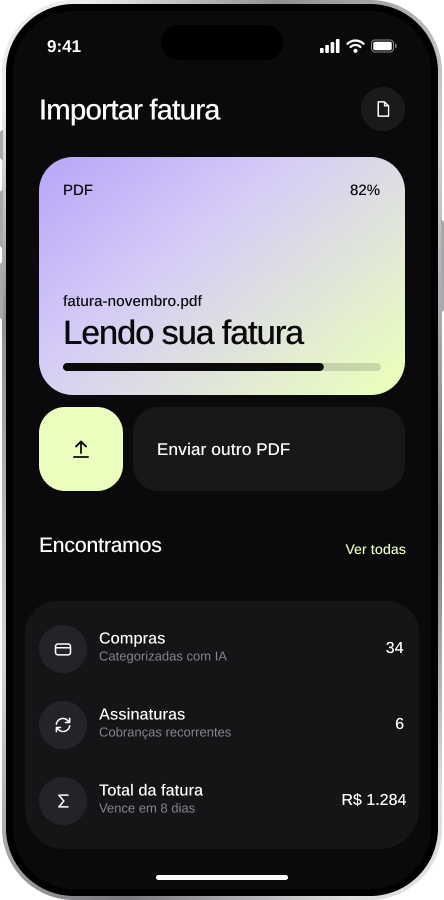 9:41
Importar fatura
PDF
82%
fatura-novembro.pdf
Lendo sua fatura
Enviar outro PDF
Encontramos
Ver todas
Compras
Categorizadas com IA
34
Assinaturas
Cobranças recorrentes
6
Σ
Total da fatura
Vence em 8 dias
R$ 1.284